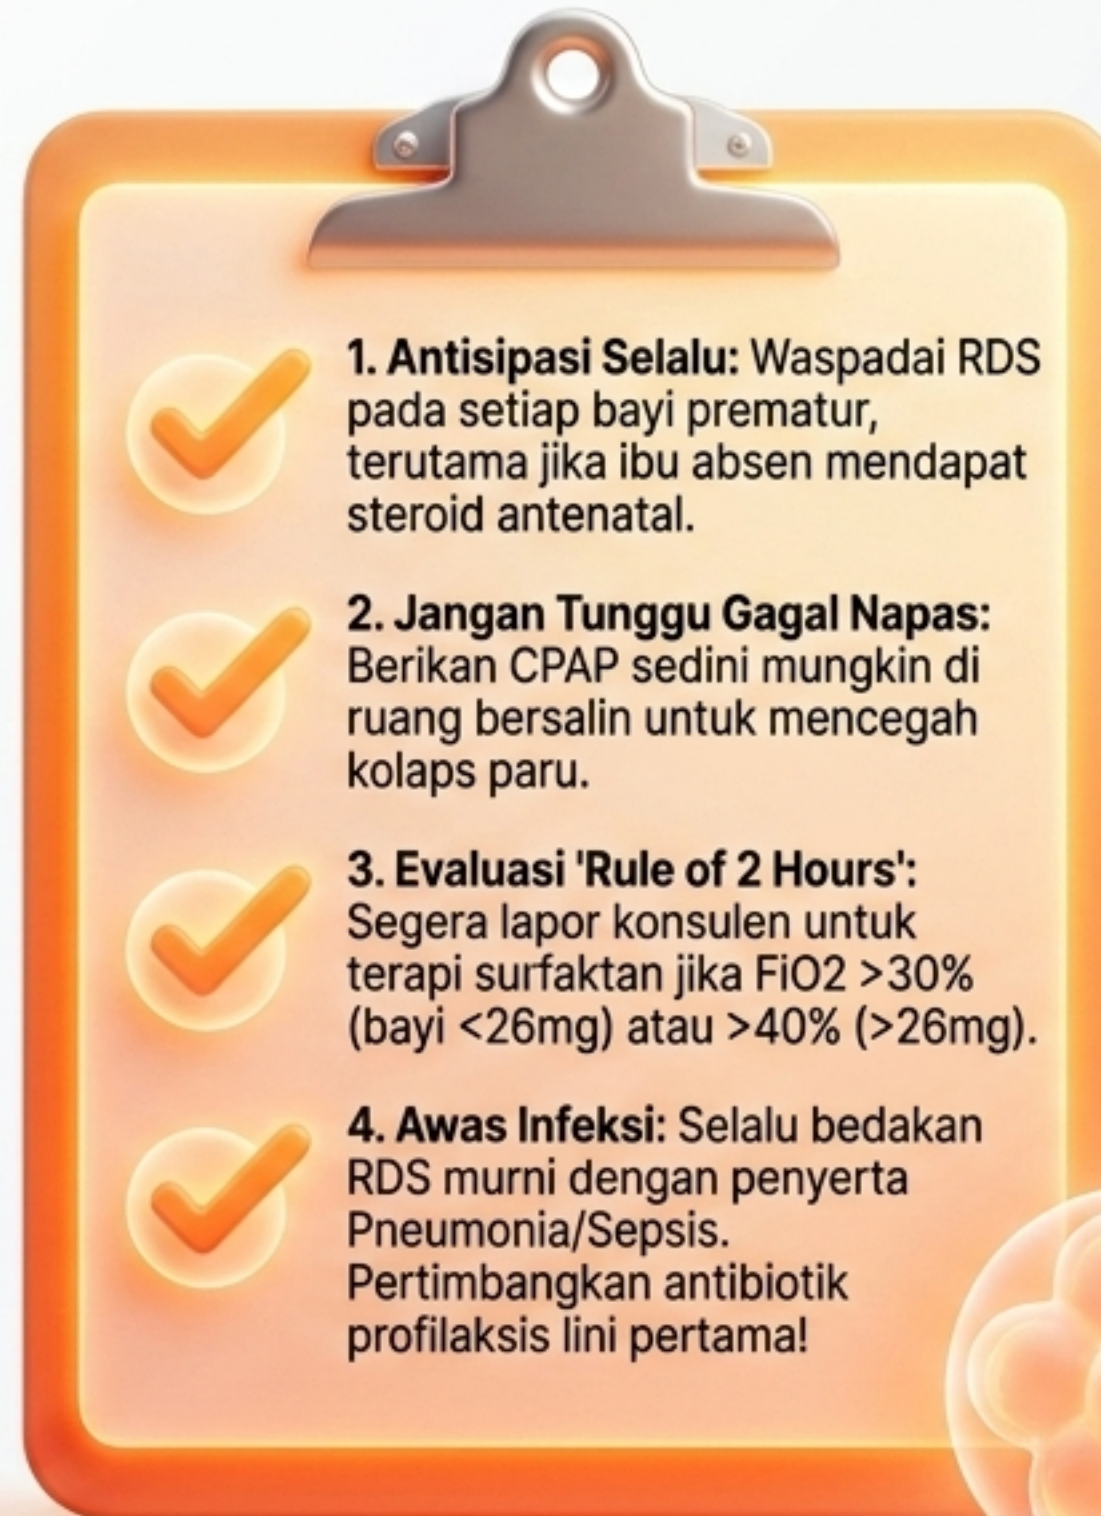 1. Antisipasi Selalu: Waspadai RDS
pada setiap bayi prematur,
terutama jika ibu absen mendapat
steroid antenatal.
2. Jangan Tunggu Gagal Napas:
Berikan CPAP sedini mungkin di
ruang bersalin untuk mencegah
kolaps paru.
3. Evaluasi 'Rule of 2 Hours':
Segera lapor konsulen untuk
terapi surfaktan jika FiO2 >30%
(bayi <26mg) atau >40% (>26mg).
4. Awas Infeksi: Selalu bedakan
RDS murni dengan penyerta
Pneumonia/Sepsis.
Pertimbangkan antibiotik
profilaksis lini pertama!